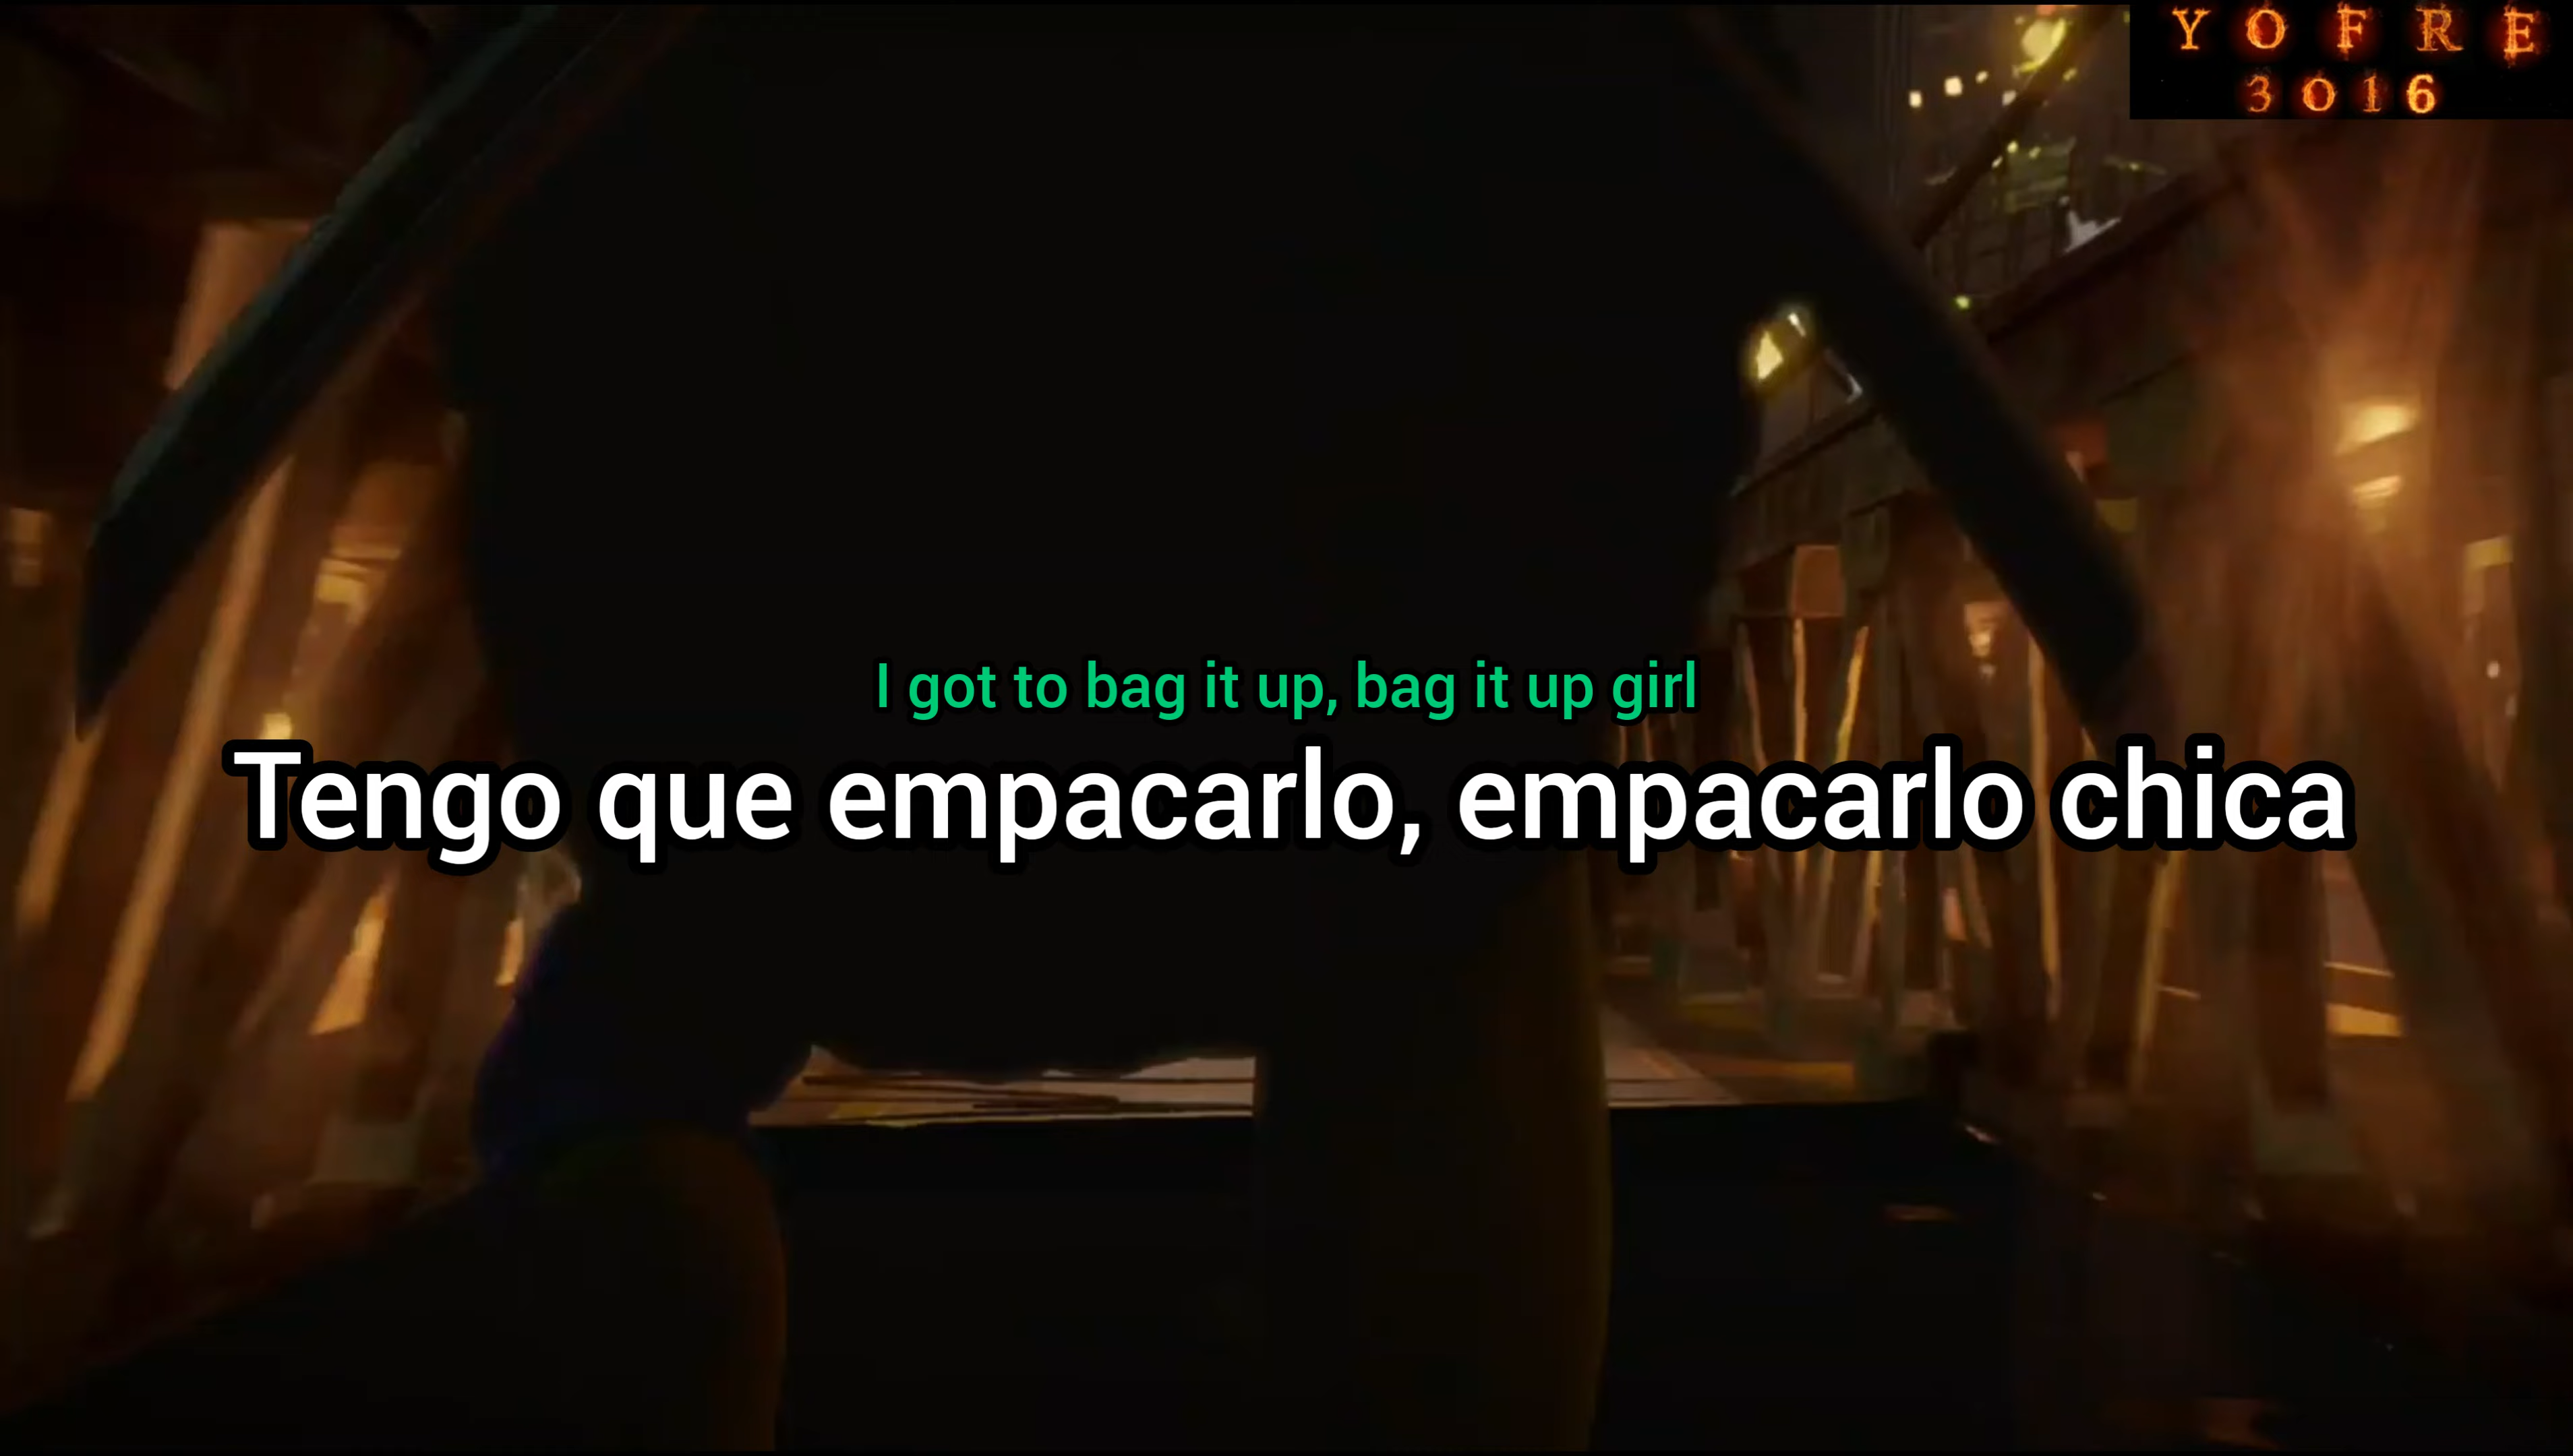 YOFRE
3016
I got to bag it up, bag it up girl
Tengo que empacarlo, empacarlo chica